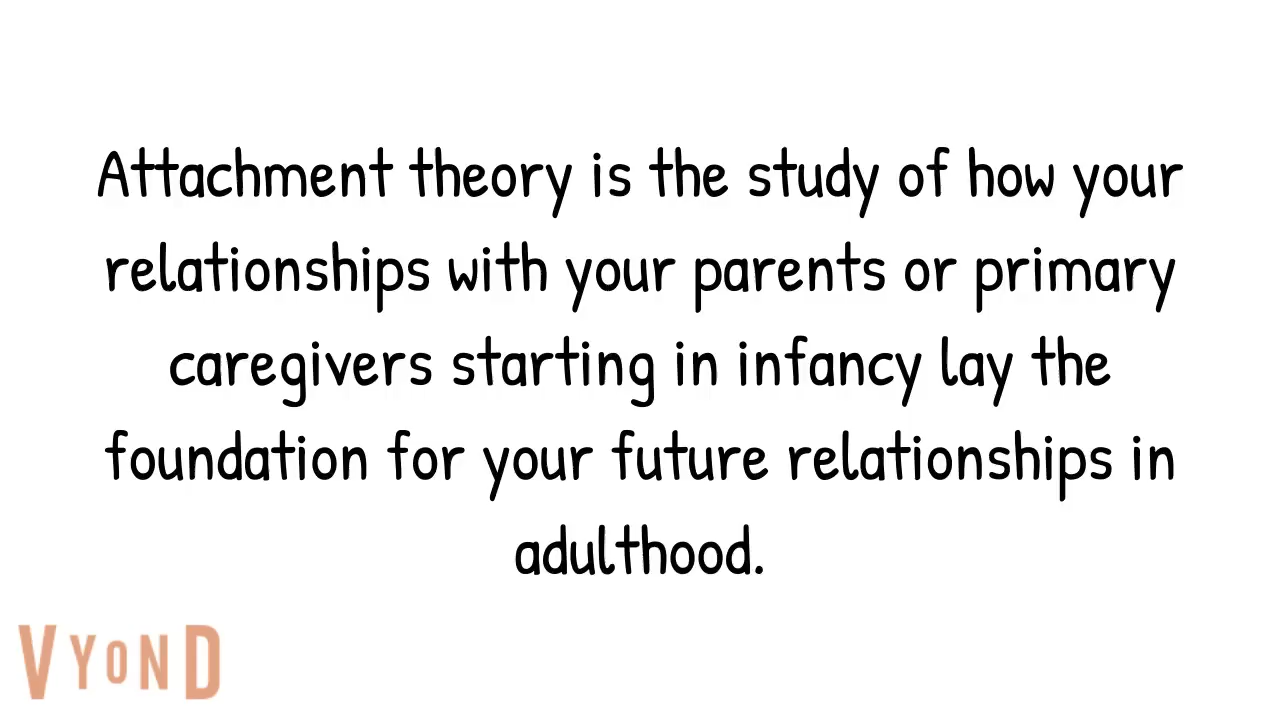 Attachment theory is the study of how your
relationships with your parents or primary
caregivers starting in infancy lay the
foundation for your future relationships in
adulthood.
VYOND